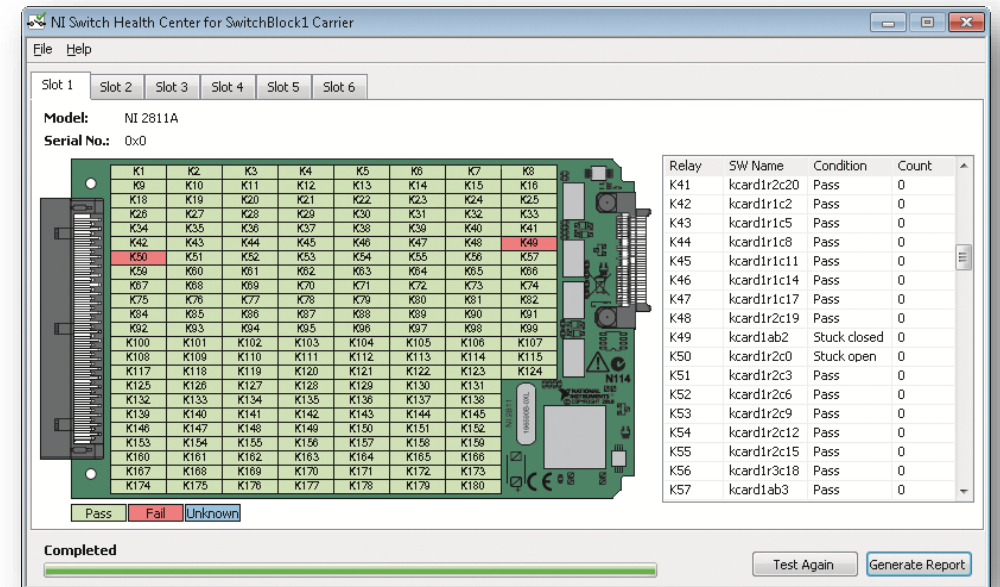 NI Switch Health Center for SwitchBlock1 Carrier
File Help
Slot 1 Slot 2 Slot 3 Slot 4 Slot 5 Slot 6
Model: NI 2811A
Serial No.: 0x0
K1 K2 K3 K4 K5 K6 K7 K8
K9 K10 K11 K12 K13 K14 K15 K16
K18 K19 K20 K21 K22 K23 K24 K25
K26 K27 K28 K29 K30 K31 K32 K33
K34 K35 K36 K37 K38 K39 K40 K41
K42 K43 K44 K45 K46 K47 K48 K49
K50 K51 K52 K53 K54 K55 K56 K57
K59 K60 K61 K62 K63 K64 K65 K66
K67 K68 K69 K70 K71 K72 K73 K74
K75 K76 K77 K78 K79 K80 K81 K82
K84 K85 K86 K87 K88 K89 K90 K91
K92 K93 K94 K95 K96 K97 K98 K99
K100 K101 K102 K103 K104 K105 K106 K107
K108 K109 K110 K111 K112 K113 K114 K115
K117 K118 K119 K120 K121 K122 K123 K124
K125 K126 K127 K128 K129 K130 K131
K132 K133 K134 K135 K136 K137 K138
K139 K140 K141 K142 K143 K144 K145
K146 K147 K148 K149 K150 K151 K152
K153 K154 K155 K156 K157 K158 K159
K160 K161 K162 K163 K164 K165 K166
K167 K168 K169 K170 K171 K172 K173
K174 K175 K176 K177 K178 K179 K180
N114
NATIONAL
INSTRUMENTS
NI 2811
CE
Relay SW Name Condition Count
K41 kcard1r2c20 Pass 0
K42 kcard1r1c2 Pass 0
K43 kcard1r1c5 Pass 0
K44 kcard1r1c8 Pass 0
K45 kcard1r1c11 Pass 0
K46 kcard1r1c14 Pass 0
K47 kcard1r1c17 Pass 0
K48 kcard1r2c19 Pass 0
K49 kcard1ab2 Stuck closed 0
K50 kcard1r2c0 Stuck open 0
K51 kcard1r2c3 Pass 0
K52 kcard1r2c6 Pass 0
K53 kcard1r2c9 Pass 0
K54 kcard1r2c12 Pass 0
K55 kcard1r2c15 Pass 0
K56 kcard1r3c18 Pass 0
K57 kcard1ab3 Pass 0
Pass Fail Unknown
Completed
Test Again Generate Report